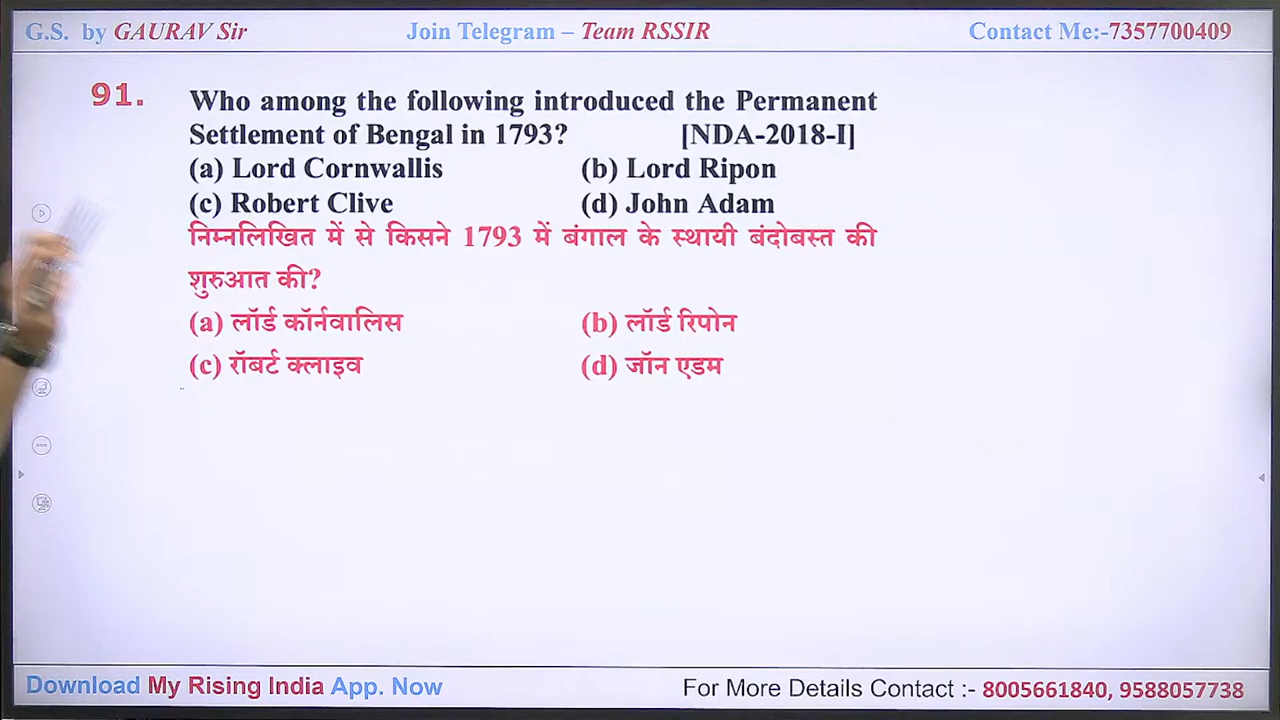 G.S. by GAURAV Sir Join Telegram – Team RSSIR Contact Me:-7357700409
91. Who among the following introduced the Permanent
Settlement of Bengal in 1793? [NDA-2018-I]
(a) Lord Cornwallis (b) Lord Ripon
(c) Robert Clive (d) John Adam
निम्नलिखित में से किसने 1793 में बंगाल के स्थायी बंदोबस्त की
शुरुआत की?
(a) लॉर्ड कॉर्नवालिस (b) लॉर्ड रिपोन
(c) रॉबर्ट क्लाइव (d) जॉन एडम
Download My Rising India App. Now For More Details Contact :- 8005661840, 9588057738